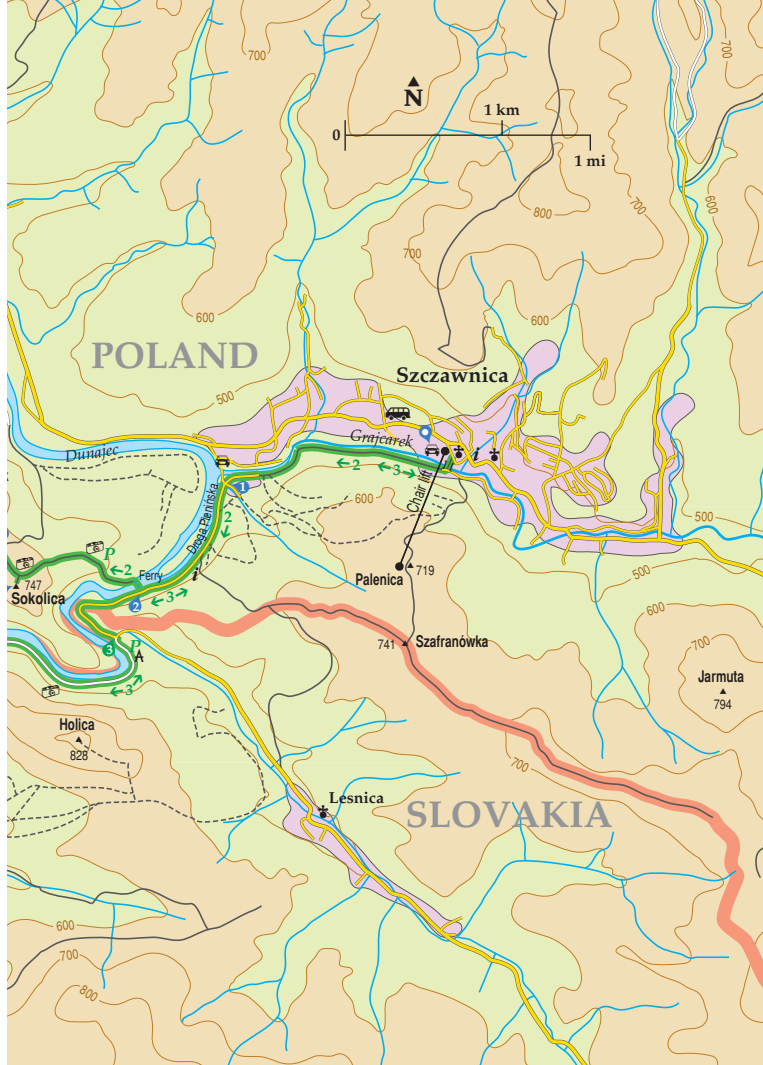 700
700
N
1 km
0
1 mi
800
700
600
700
600
600
POLAND
500
Szczawnica
Grajcarek
Dunajec
i
1
2
3
Chair lift
600
500
Droga Pienińska
2
P
2
Ferry
i
747
Sokolica
3
2
Palenica
719
500
600
3
P
A
741
Szafranówka
700
Jarmuta
794
3
Holica
828
700
Lesnica
SLOVAKIA
600
700
800